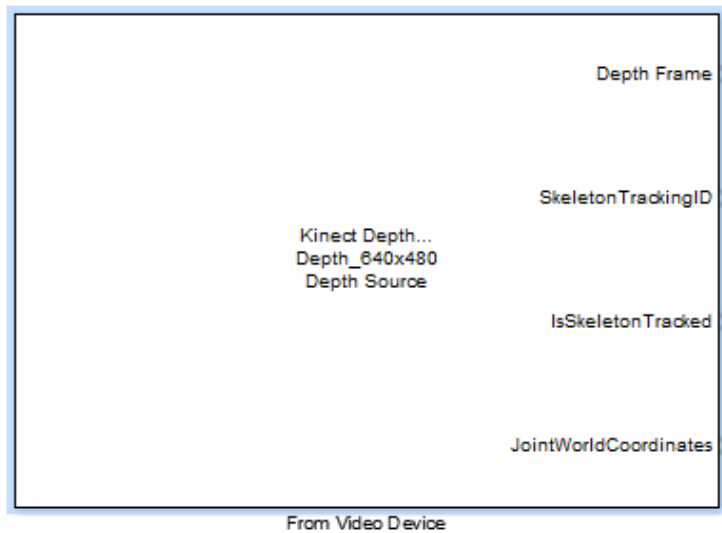 Depth Frame
SkeletonTrackingID
Kinect Depth...
Depth_640x480
Depth Source
IsSkeletonTracked
JointWorldCoordinates
From Video Device